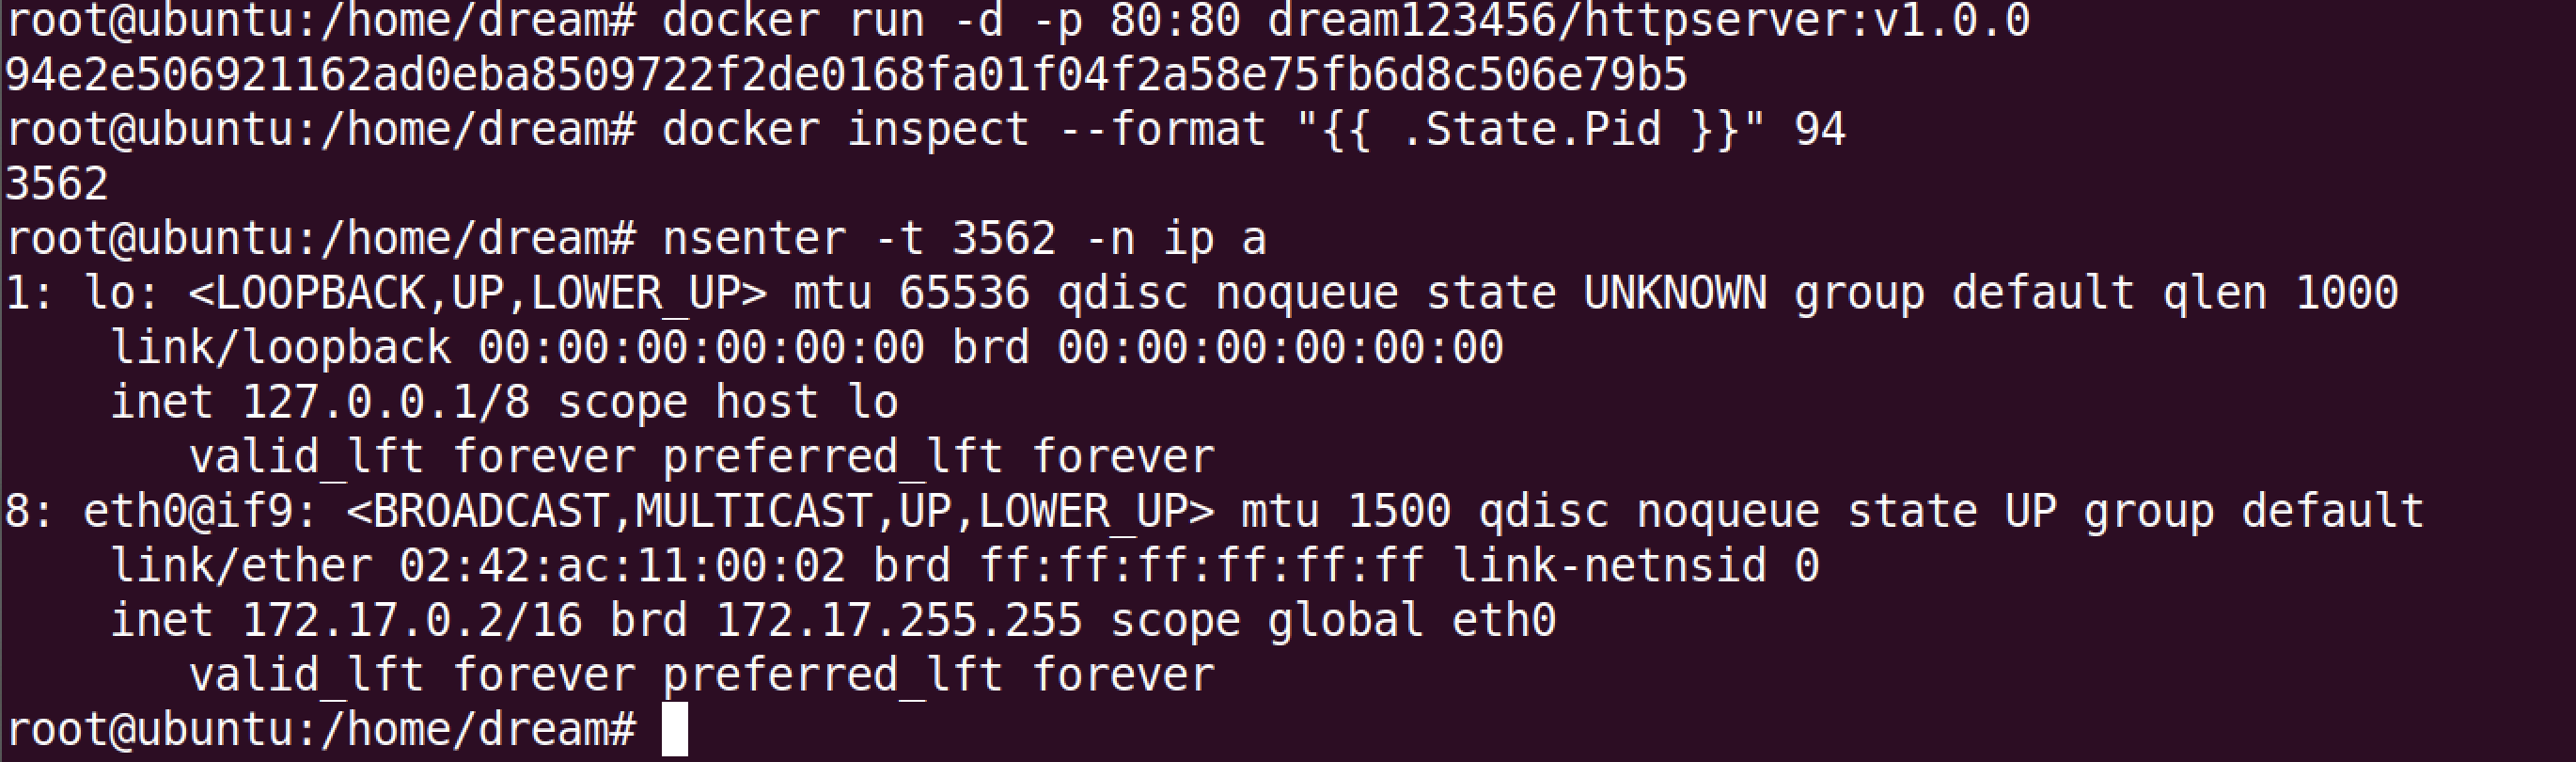 root@ubuntu:/home/dream# docker run -d -p 80:80 dream123456/httpserver:v1.0.0
94e2e506921162ad0eba8509722f2de0168fa01f04f2a58e75fb6d8c506e79b5
root@ubuntu:/home/dream# docker inspect --format "{{ .State.Pid }}" 94
3562
root@ubuntu:/home/dream# nsenter -t 3562 -n ip a
1: lo: <LOOPBACK,UP,LOWER_UP> mtu 65536 qdisc noqueue state UNKNOWN group default qlen 1000
    link/loopback 00:00:00:00:00:00 brd 00:00:00:00:00:00
    inet 127.0.0.1/8 scope host lo
       valid_lft forever preferred_lft forever
8: eth0@if9: <BROADCAST,MULTICAST,UP,LOWER_UP> mtu 1500 qdisc noqueue state UP group default
    link/ether 02:42:ac:11:00:02 brd ff:ff:ff:ff:ff:ff link-netnsid 0
    inet 172.17.0.2/16 brd 172.17.255.255 scope global eth0
       valid_lft forever preferred_lft forever
root@ubuntu:/home/dream#